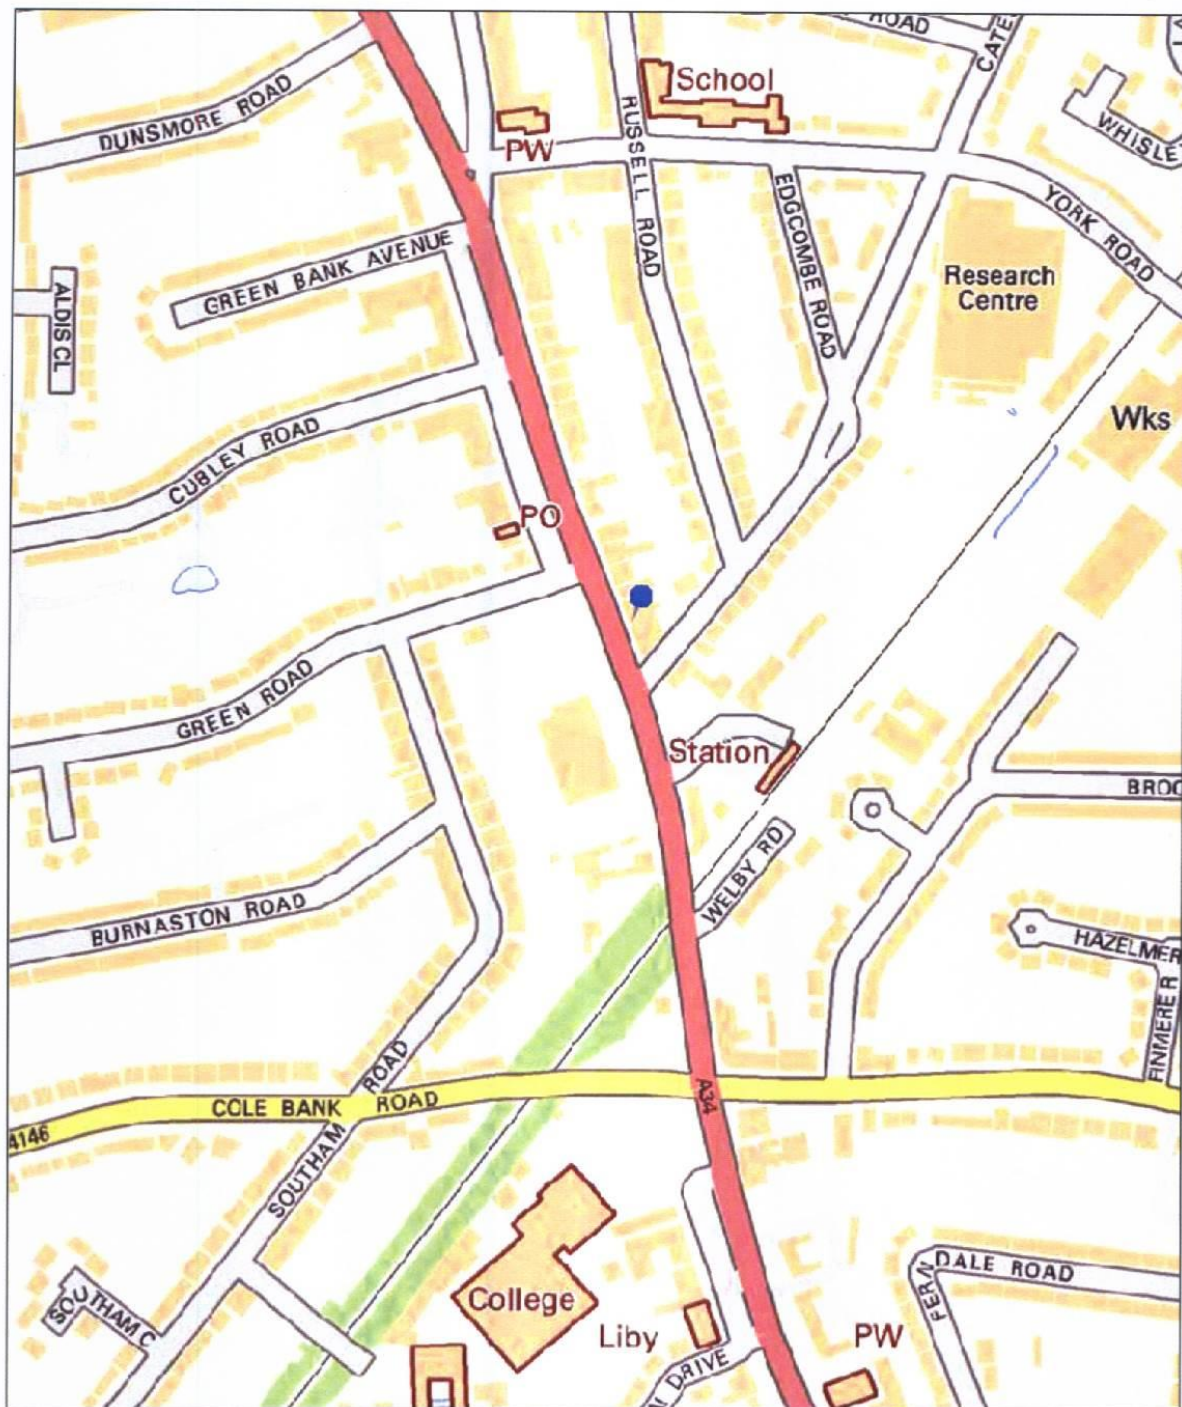 ROAD
CATE
School
DUNSMORE ROAD
PW
WHISLE
RUSSELL ROAD
EDGCOMBE ROAD
YORK ROAD
GREEN BANK AVENUE
ALDIS CL
Research
Centre
CUBLEY ROAD
Wks
PO
GREEN ROAD
Station
BROO
WELBY RD
BURNASTON ROAD
HAZELMER
FINMERE R
COLE BANK ROAD
A34
4146
SOUTHAM ROAD
DALE ROAD
FERN
SOUTHAM C
College
Liby
PW
N DRIVE